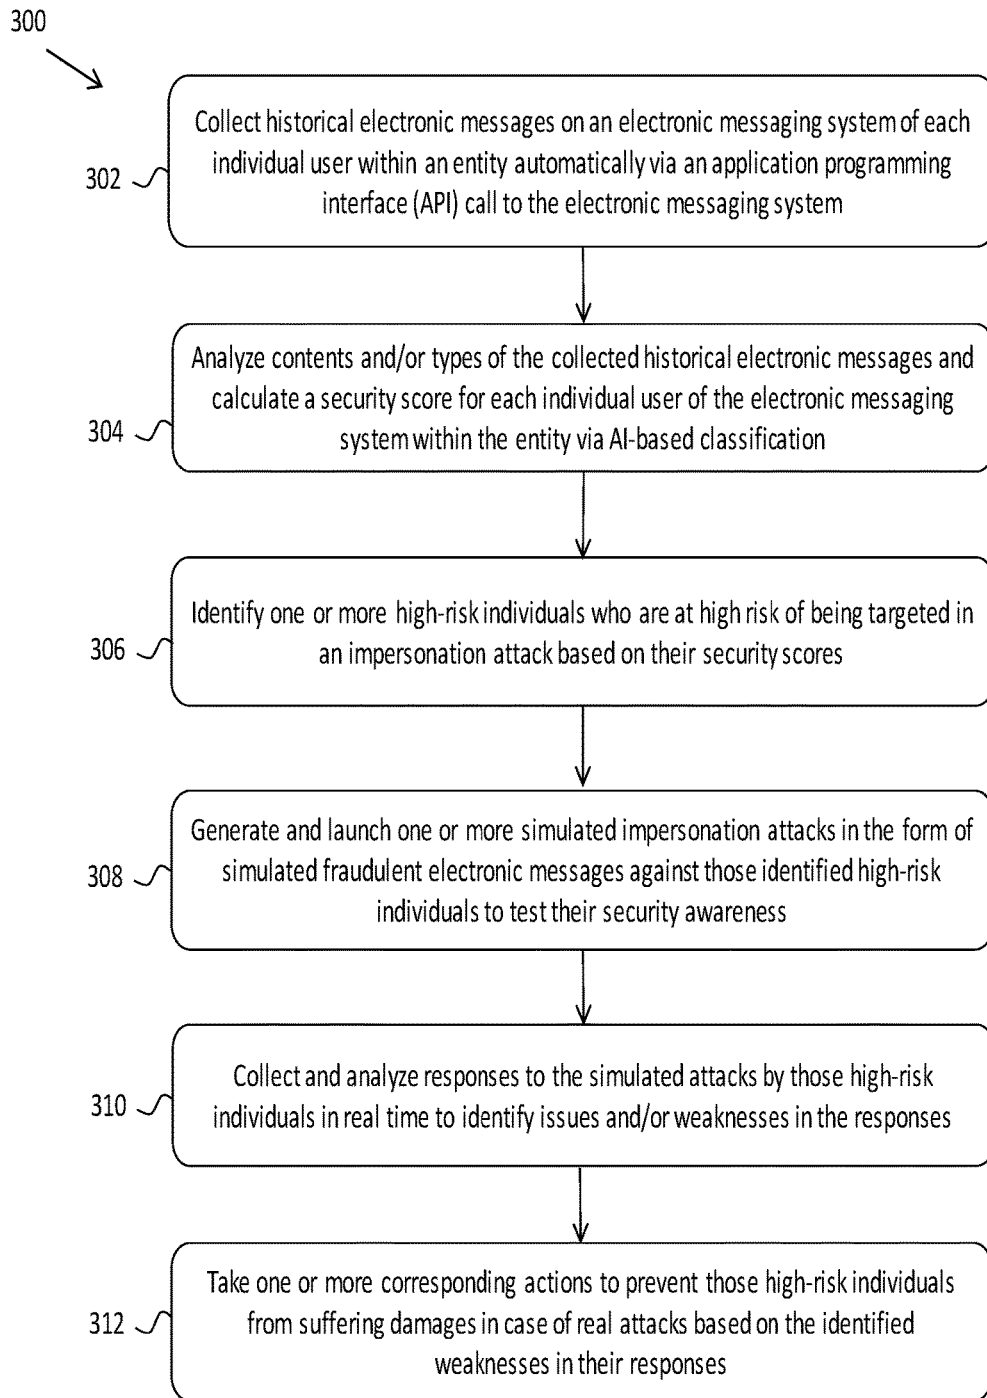 300
302
Collect historical electronic messages on an electronic messaging system of each
individual user within an entity automatically via an application programming
interface (API) call to the electronic messaging system
304
Analyze contents and/or types of the collected historical electronic messages and
calculate a security score for each individual user of the electronic messaging
system within the entity via AI-based classification
306
Identify one or more high-risk individuals who are at high risk of being targeted in
an impersonation attack based on their security scores
308
Generate and launch one or more simulated impersonation attacks in the form of
simulated fraudulent electronic messages against those identified high-risk
individuals to test their security awareness
310
Collect and analyze responses to the simulated attacks by those high-risk
individuals in real time to identify issues and/or weaknesses in the responses
312
Take one or more corresponding actions to prevent those high-risk individuals
from suffering damages in case of real attacks based on the identified
weaknesses in their responses